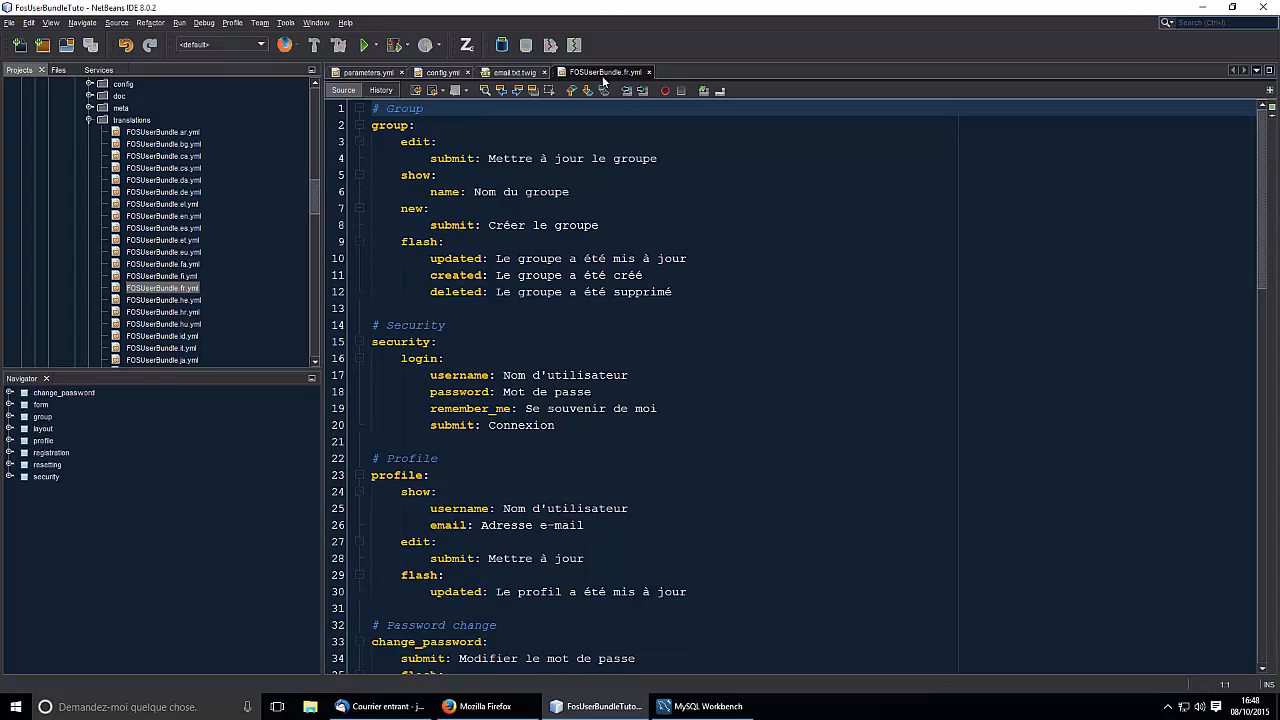 FosUserBundleTuto - NetBeans IDE 8.0.2
File Edit View Navigate Source Refactor Run Debug Profile Team Tools Window Help
Search (Ctrl+I)
<default>
Projects Files Services
parameters.yml config.yml email.txt.twig FOSUserBundle.fr.yml
Source History
config
doc
meta
translations
FOSUserBundle.ar.yml
FOSUserBundle.bg.yml
FOSUserBundle.ca.yml
FOSUserBundle.cs.yml
FOSUserBundle.da.yml
FOSUserBundle.de.yml
FOSUserBundle.el.yml
FOSUserBundle.en.yml
FOSUserBundle.es.yml
FOSUserBundle.et.yml
FOSUserBundle.eu.yml
FOSUserBundle.fa.yml
FOSUserBundle.fi.yml
FOSUserBundle.fr.yml
FOSUserBundle.he.yml
FOSUserBundle.hr.yml
FOSUserBundle.hu.yml
FOSUserBundle.id.yml
FOSUserBundle.it.yml
FOSUserBundle.ja.yml
Navigator
change_password
form
group
layout
profile
registration
resetting
security
1 # Group
2 group:
3 edit:
4 submit: Mettre à jour le groupe
5 show:
6 name: Nom du groupe
7 new:
8 submit: Créer le groupe
9 flash:
10 updated: Le groupe a été mis à jour
11 created: Le groupe a été créé
12 deleted: Le groupe a été supprimé
13
14 # Security
15 security:
16 login:
17 username: Nom d'utilisateur
18 password: Mot de passe
19 remember_me: Se souvenir de moi
20 submit: Connexion
21
22 # Profile
23 profile:
24 show:
25 username: Nom d'utilisateur
26 email: Adresse e-mail
27 edit:
28 submit: Mettre à jour
29 flash:
30 updated: Le profil a été mis à jour
31
32 # Password change
33 change_password:
34 submit: Modifier le mot de passe
flash:
1:1 INS
Demandez-moi quelque chose.
Courrier entrant - j...
Mozilla Firefox
FosUserBundleTuto...
MySQL Workbench
16:48
08/10/2015